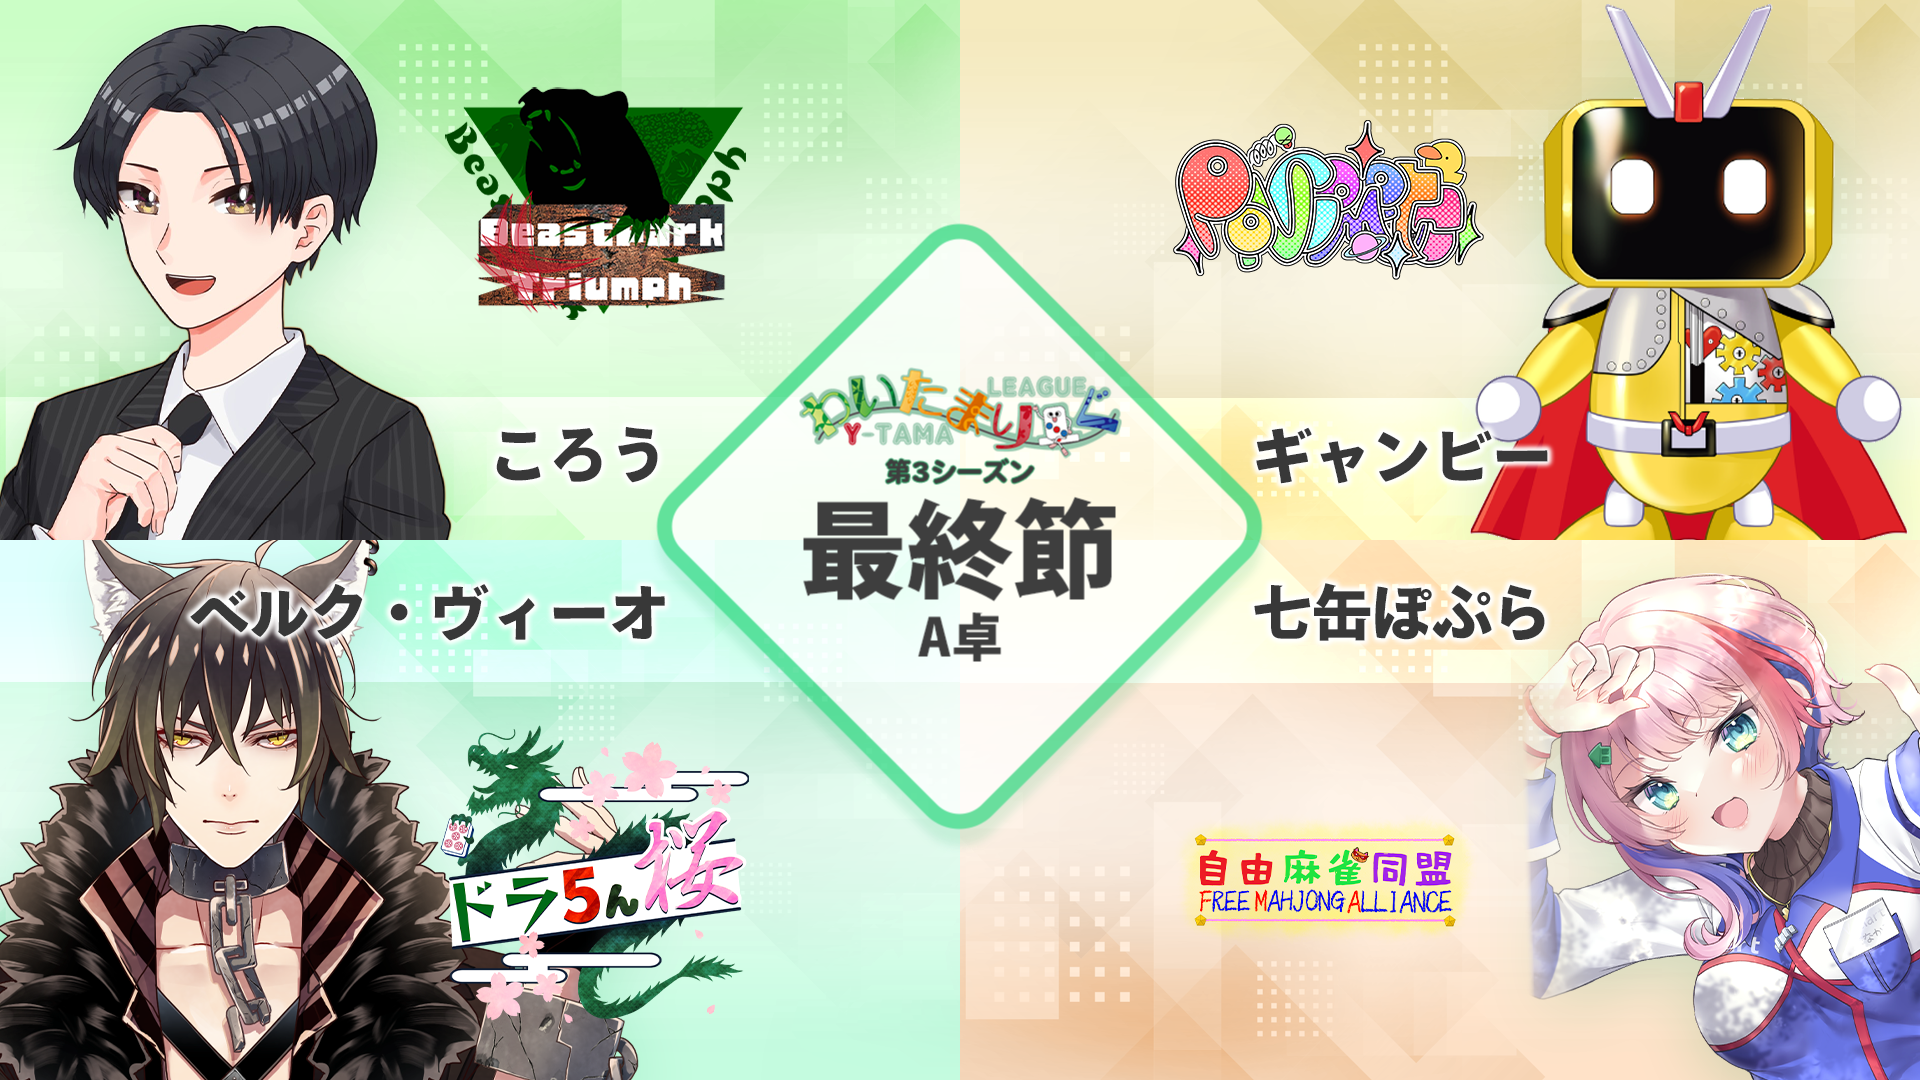 Beastdark
Triumph
ころう
POSPARE
ギャンビー
わいたまりーぐ
LEAGUE
Y-TAMA
第3シーズン
最終節
A卓
ベルク・ヴィーオ
七缶ぽぷら
ドラ5ん桜
自由麻雀同盟
FREE MAHJONG ALLIANCE